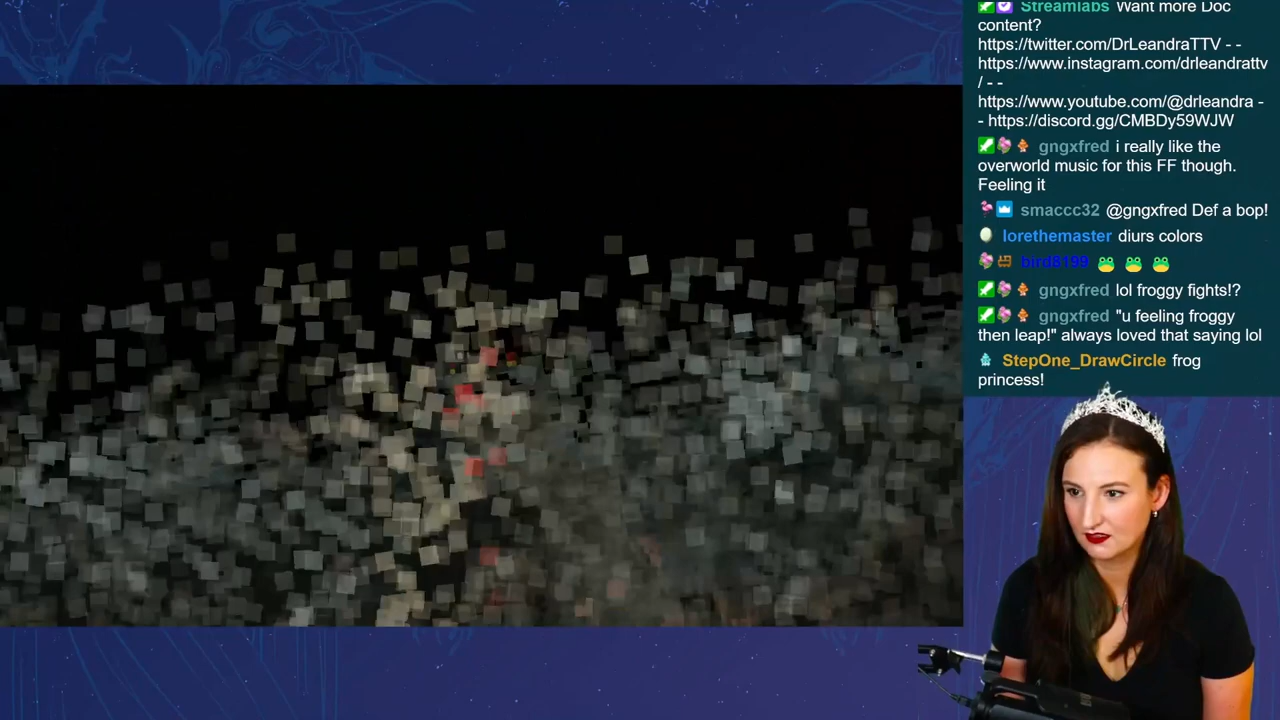 Streamlabs Want more Doc
content?
https://twitter.com/DrLeandraTTV - -
https://www.instagram.com/drleandrattv
/ - -
https://www.youtube.com/@drleandra -
- https://discord.gg/CMBDy59WJW
gngxfred i really like the
overworld music for this FF though.
Feeling it
smaccc32 @gngxfred Def a bop!
lorethemaster diurs colors
bird8199
gngxfred lol froggy fights!?
gngxfred "u feeling froggy
then leap!" always loved that saying lol
StepOne_DrawCircle frog
princess!